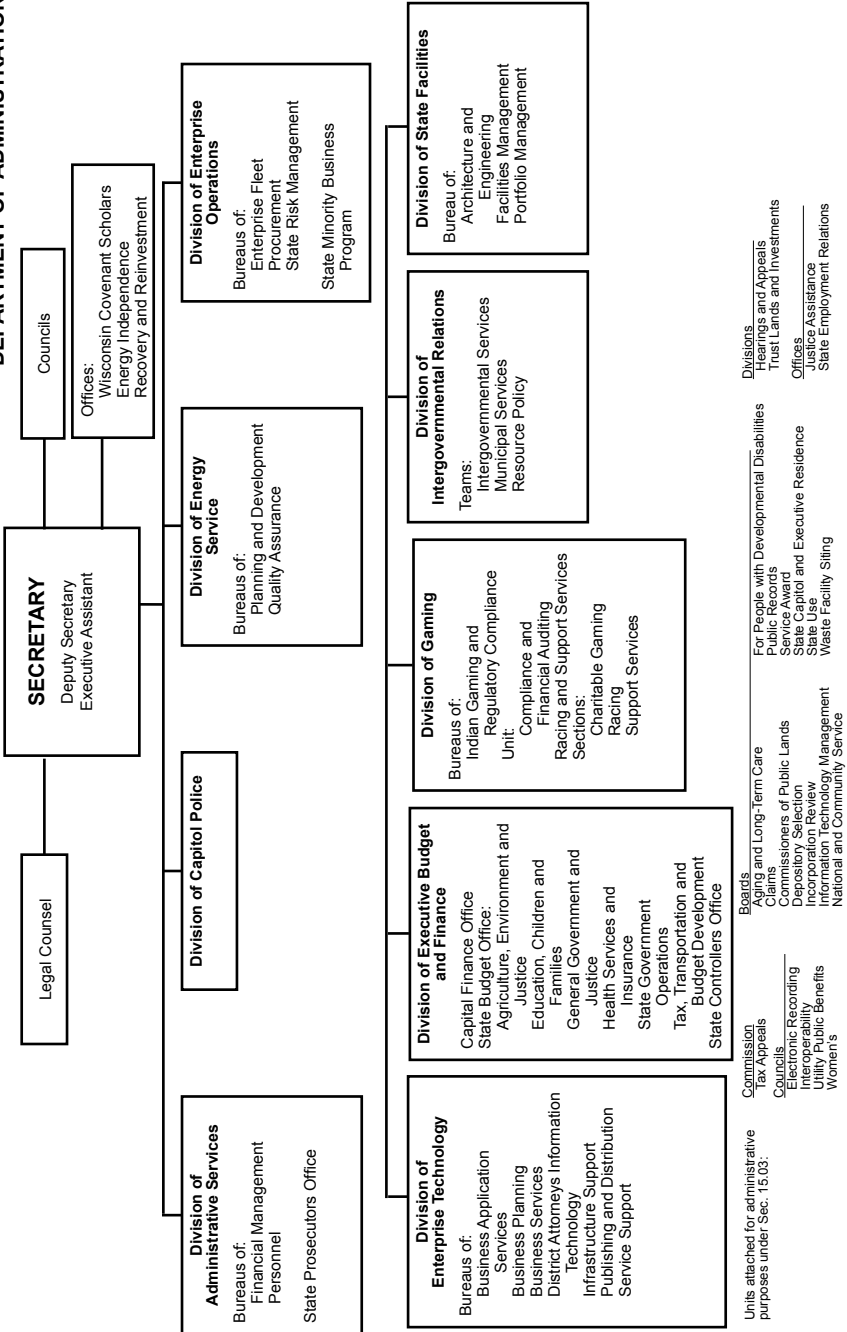 DEPARTMENT OF ADMINISTRATION
SECRETARY
Deputy Secretary
Executive Assistant
Legal Counsel
Councils
Offices:
Wisconsin Covenant Scholars
Energy Independence
Recovery and Reinvestment
Division of
Administrative Services
Bureaus of:
Financial Management
Personnel
State Prosecutors Office
Division of Capitol Police
Division of Energy
Service
Bureaus of:
Planning and Development
Quality Assurance
Division of Enterprise
Operations
Bureaus of:
Enterprise Fleet
Procurement
State Risk Management
State Minority Business
Program
Division of
Enterprise Technology
Bureaus of:
Business Application
Services
Business Planning
Business Services
District Attorneys Information
Technology
Infrastructure Support
Publishing and Distribution
Service Support
Division of Executive Budget
and Finance
Capital Finance Office
State Budget Office:
Agriculture, Environment and
Justice
Education, Children and
Families
General Government and
Justice
Health Services and
Insurance
State Government
Operations
Tax, Transportation and
Budget Development
State Controllers Office
Division of Gaming
Bureaus of:
Indian Gaming and
Regulatory Compliance
Unit:
Compliance and
Financial Auditing
Racing and Support Services
Sections:
Charitable Gaming
Racing
Support Services
Division of
Intergovernmental Relations
Teams:
Intergovernmental Services
Municipal Services
Resource Policy
Division of State Facilities
Bureau of:
Architecture and
Engineering
Facilities Management
Portfolio Management
Units attached for administrative
purposes under Sec. 15.03:
Commission
Tax Appeals
Councils
Electronic Recording
Interoperability
Utility Public Benefits
Women's
Boards
Aging and Long-Term Care
Claims
Commissioners of Public Lands
Depository Selection
Incorporation Review
Information Technology Management
National and Community Service
For People with Developmental Disabilities
Public Records
Service Award
State Capitol and Executive Residence
State Use
Waste Facility Siting
Divisions
Hearings and Appeals
Trust Lands and Investments
Offices
Justice Assistance
State Employment Relations